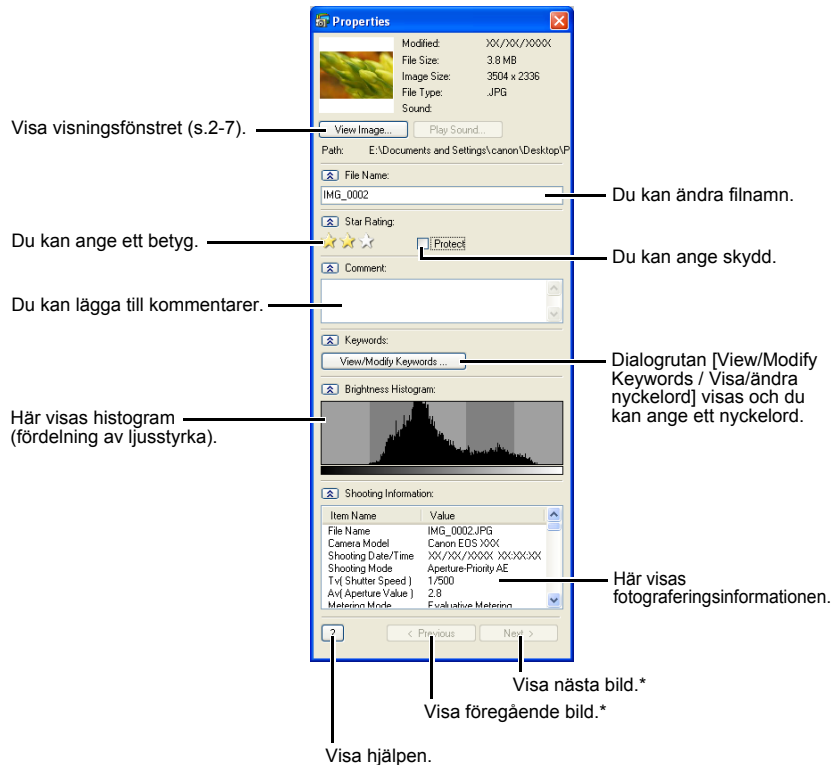 Properties
Modified: XX/XX/XXXX
File Size: 3.8 MB
Image Size: 3504 x 2336
File Type: .JPG
Sound:
View Image... Play Sound...
Path: E:\Documents and Settings\canon\Desktop\P
Visa visningsfönstret (s.2-7).
File Name:
IMG_0002
Du kan ändra filnamn.
Star Rating:
Protect
Du kan ange ett betyg.
Du kan ange skydd.
Comment:
Du kan lägga till kommentarer.
Keywords:
View/Modify Keywords ...
Dialogrutan [View/Modify
Keywords / Visa/ändra
nyckelord] visas och du
kan ange ett nyckelord.
Brightness Histogram:
Här visas histogram
(fördelning av ljusstyrka).
Shooting Information:
Item Name Value
File Name IMG_0002.JPG
Camera Model Canon EOS XXX
Shooting Date/Time XX/XX/XXXX XX:XX:XX
Shooting Mode Aperture-Priority AE
Tv( Shutter Speed ) 1/500
Av( Aperture Value ) 2.8
Metering Mode Evaluative Metering
Här visas
fotograferingsinformationen.
? < Previous Next >
Visa nästa bild.*
Visa föregående bild.*
Visa hjälpen.